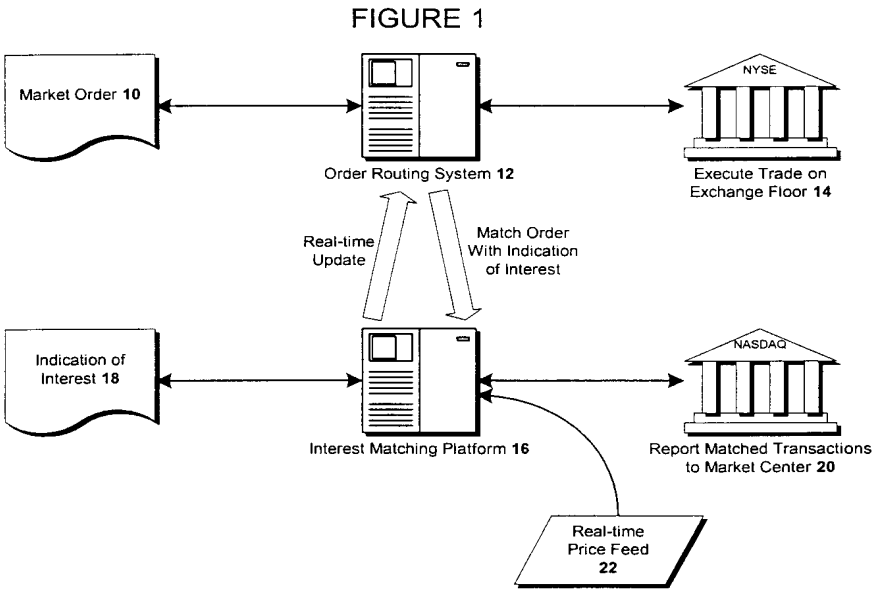 FIGURE 1
Market Order 10
NYSE
Order Routing System 12
Execute Trade on
Exchange Floor 14
Real-time
Update
Match Order
With Indication
of Interest
Indication of
Interest 18
NASDAQ
Interest Matching Platform 16
Report Matched Transactions
to Market Center 20
Real-time
Price Feed
22